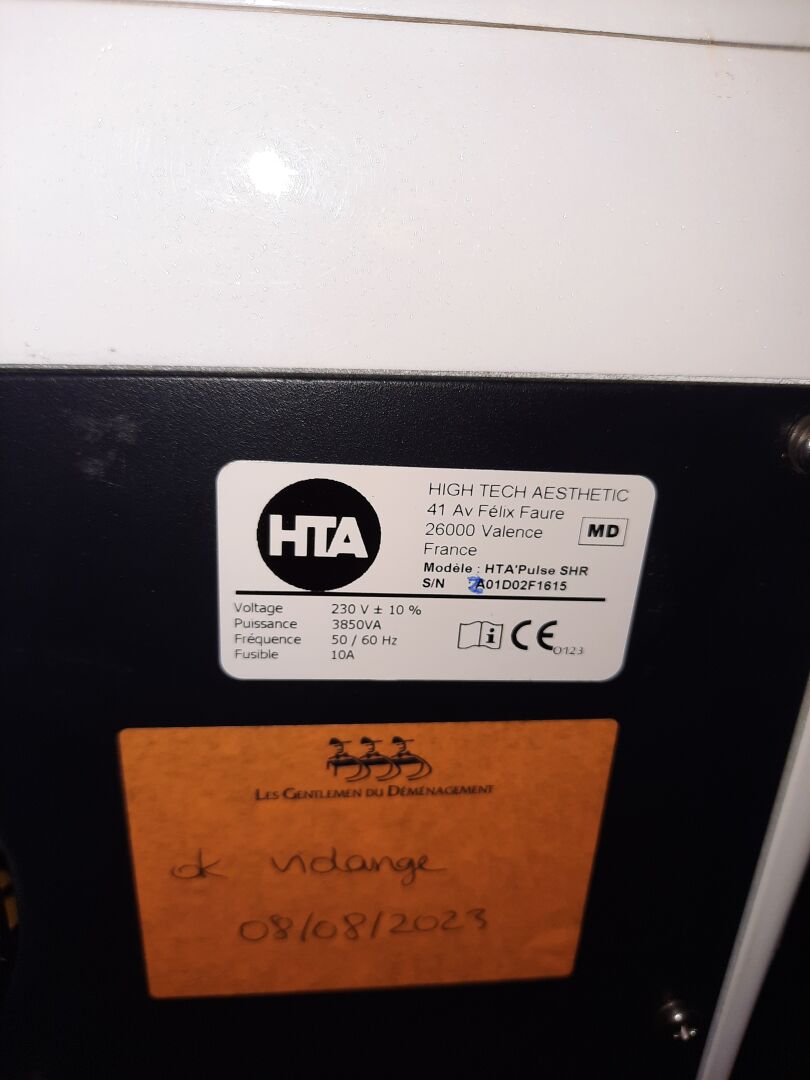 HTA
HIGH TECH AESTHETIC
41 Av Félix Faure
26000 Valence
France
MD
Modèle : HTA'Pulse SHR
S/N A01D02F1615
Voltage 230 V ± 10 %
Puissance 3850VA
Fréquence 50 / 60 Hz
Fusible 10A
i CE 0123
LES GENTLEMEN DU DÉMÉNAGEMENT
ok vidange
08/08/2023